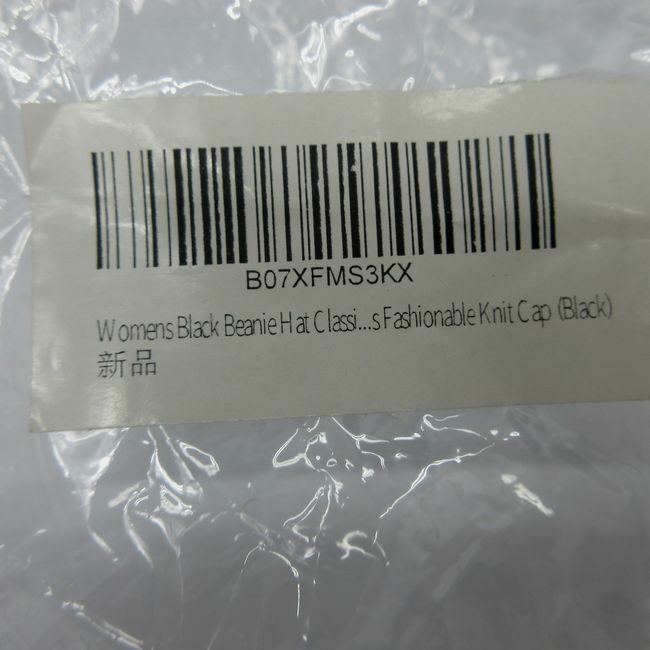 B07XFMS3KX
Womens Black Beanie Hat Classi...s Fashionable Knit Cap (Black)
新品